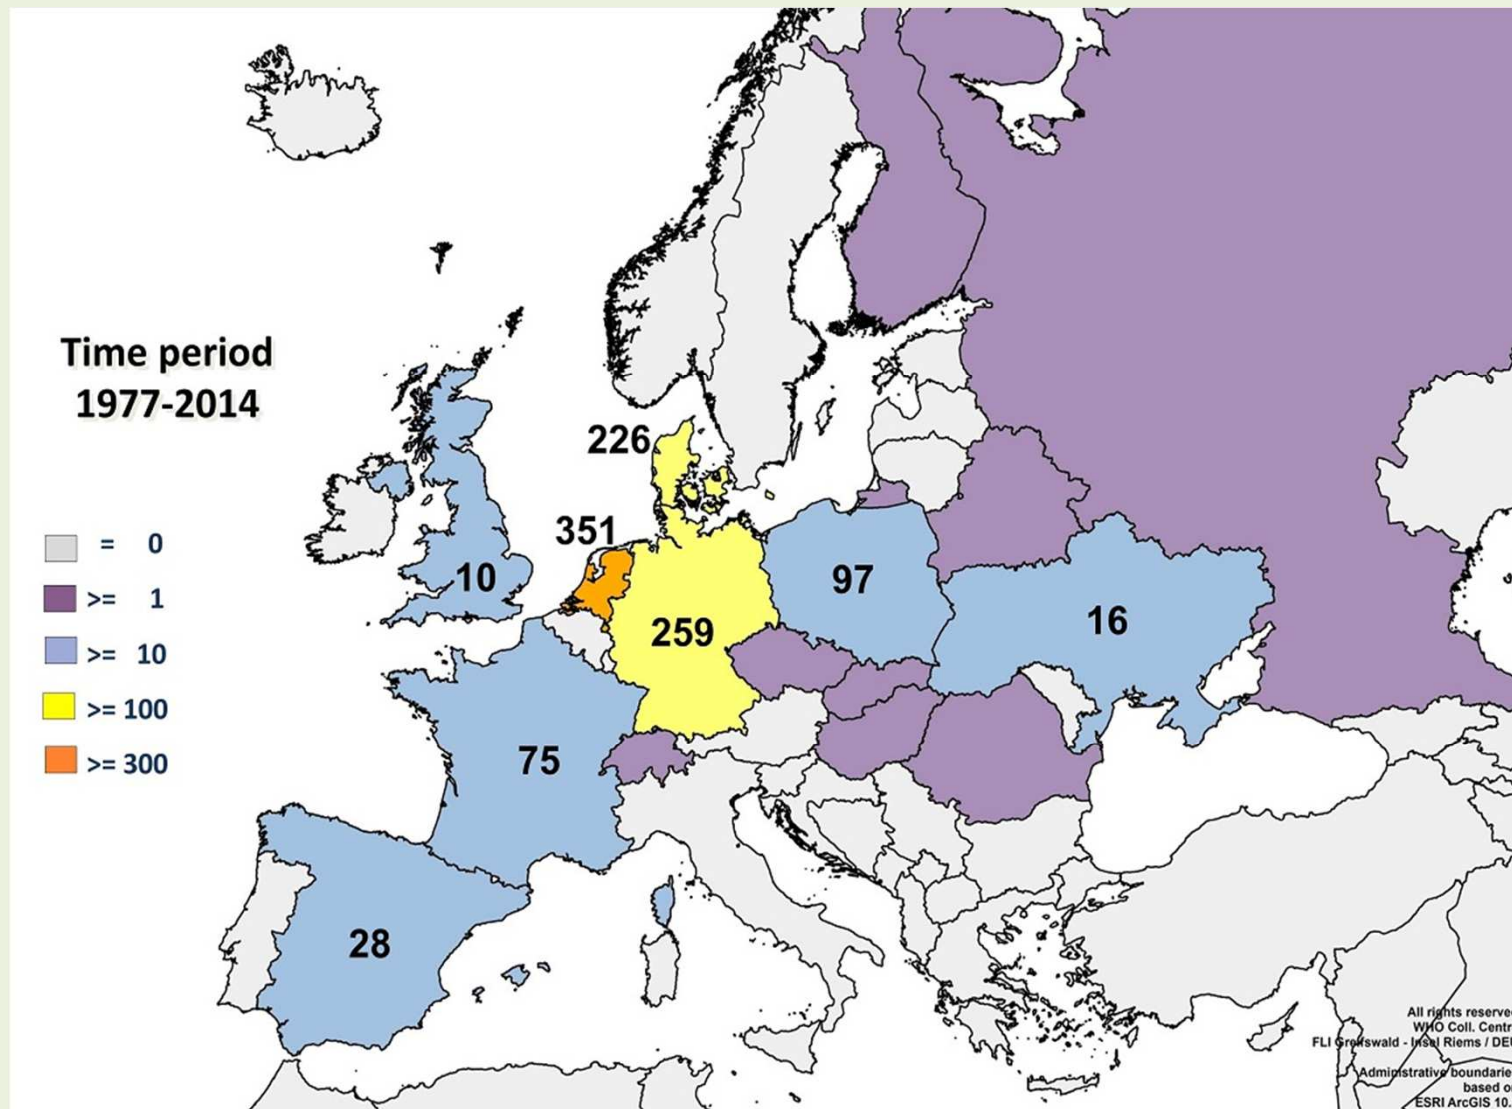 Time period
1977-2014
226
351
= 0
>= 1
>= 10
>= 100
>= 300
10
97
259
16
75
28
All rights reserve
WHO Coll. Centr
FLI Greifswald - Insel Riems / DEU
Administrative boundarie
based o
ESRI ArcGIS 10.